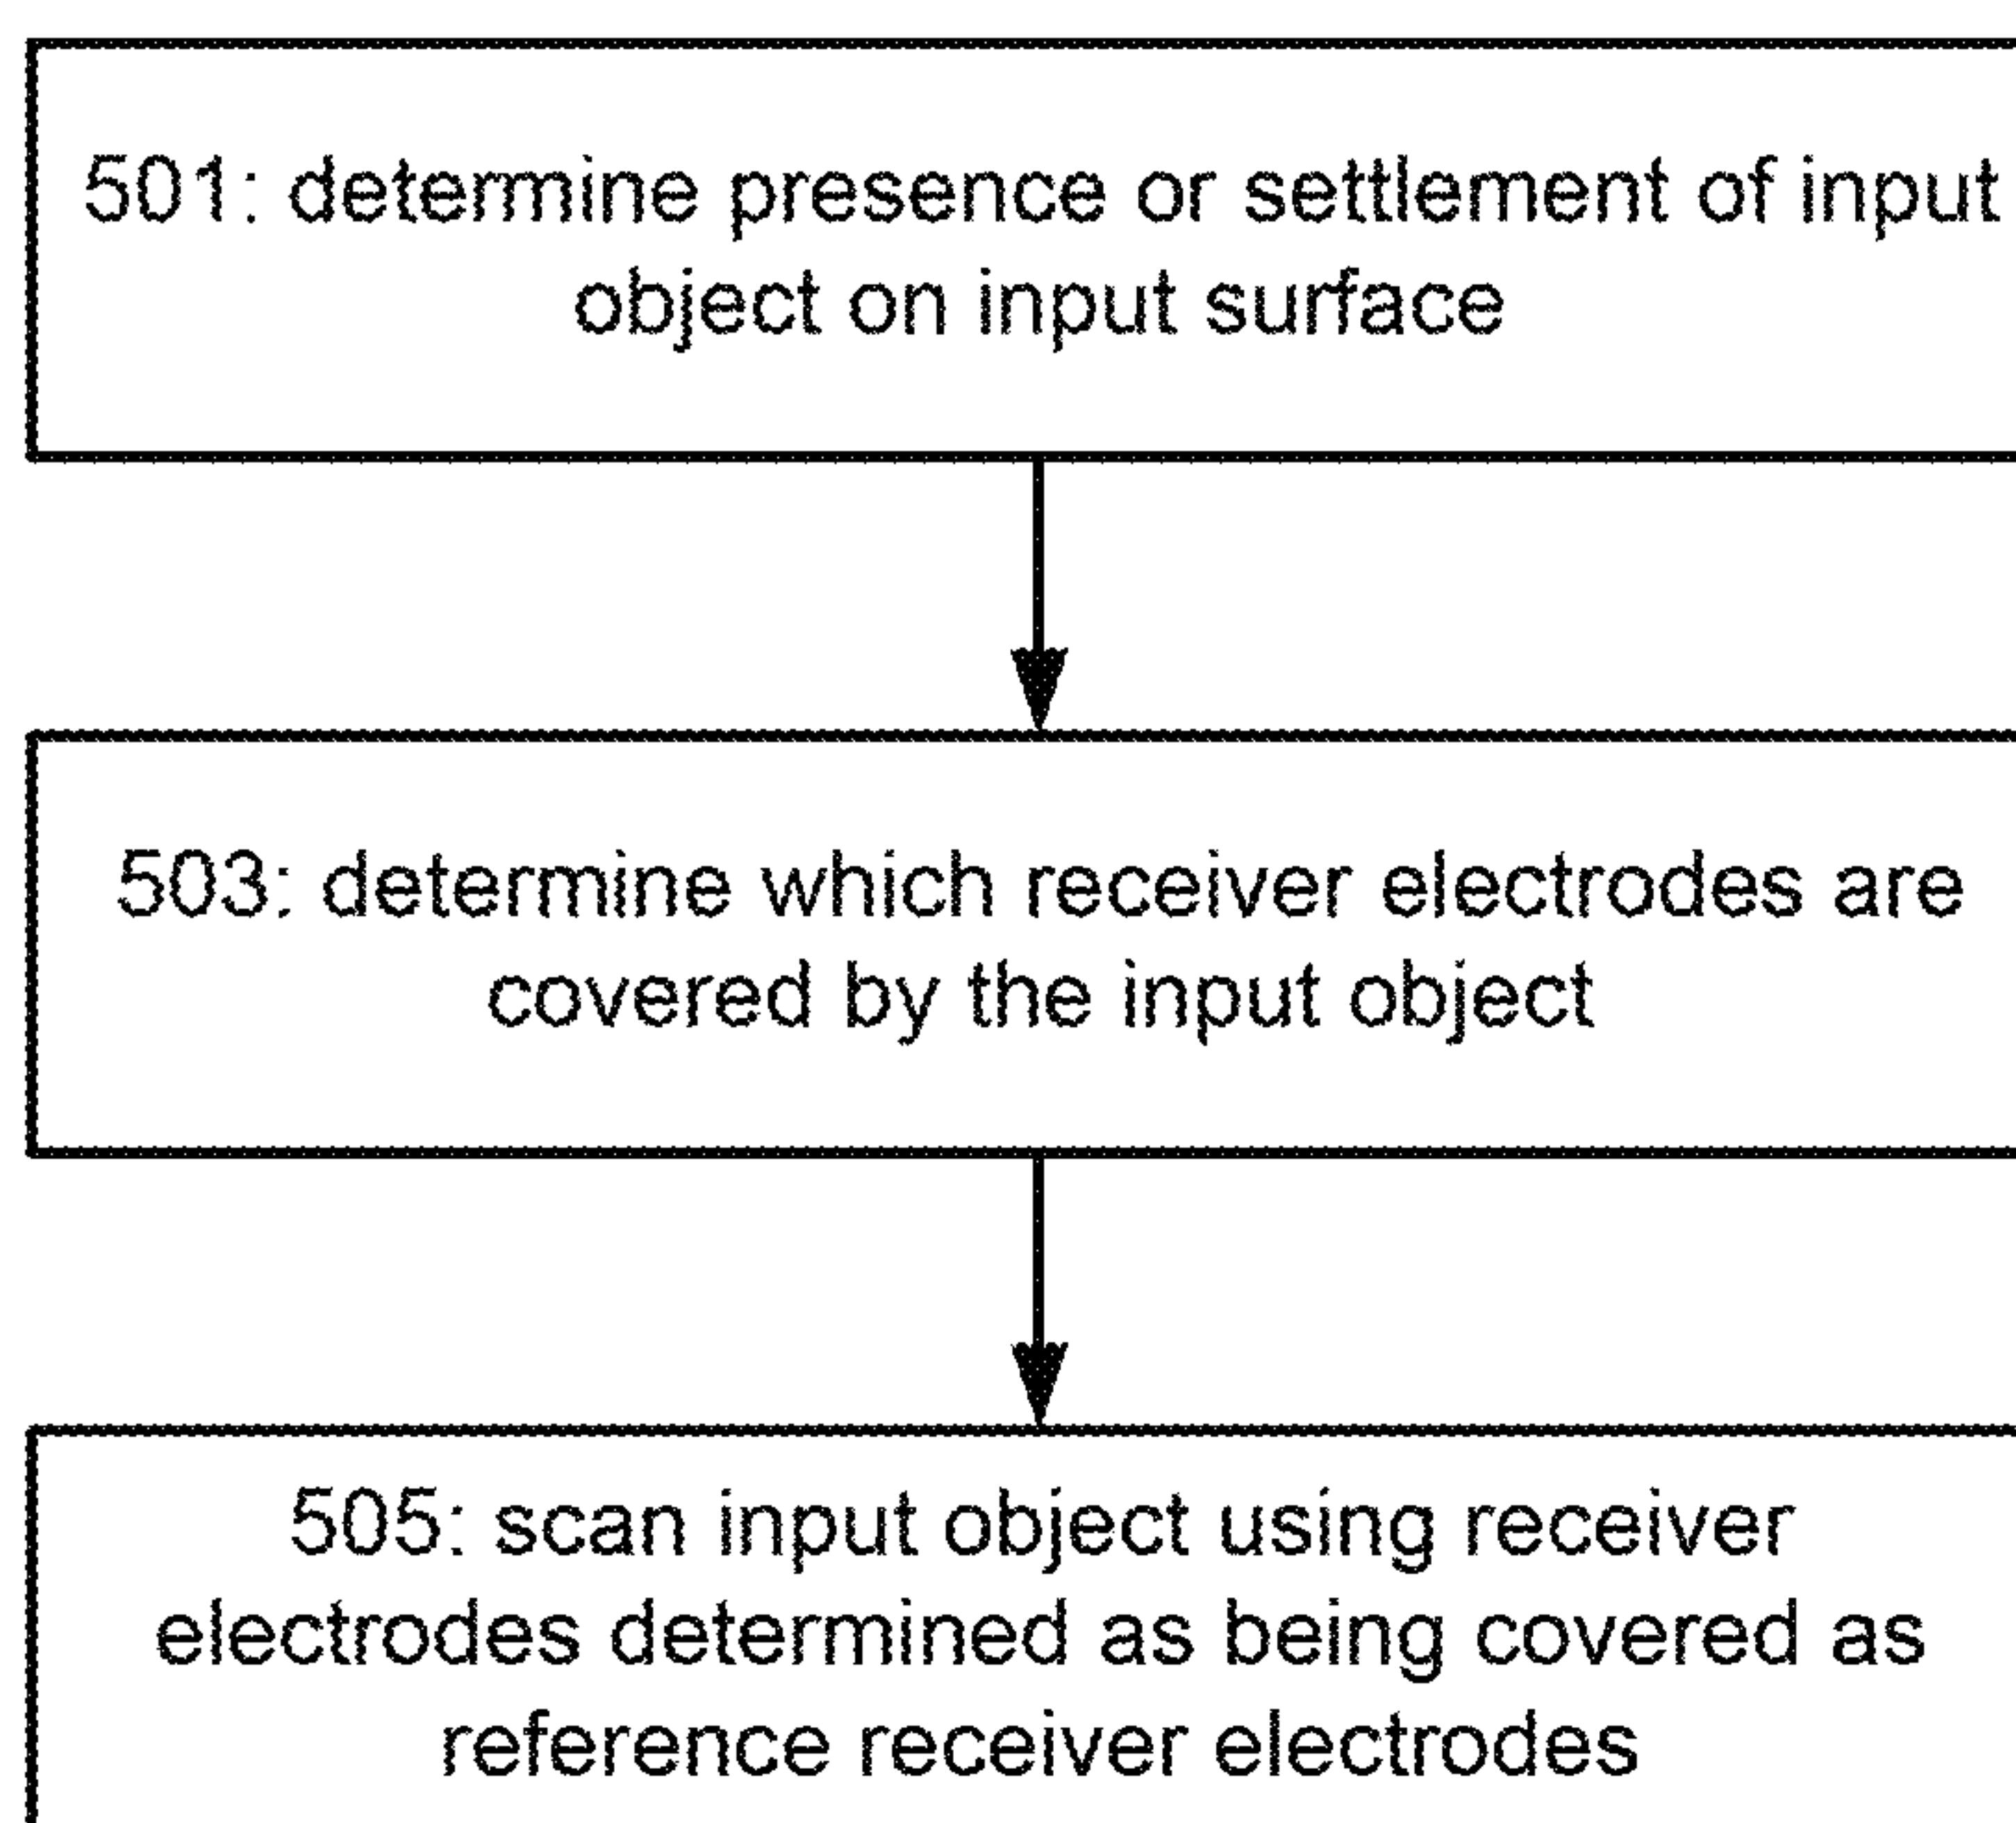 501: determine presence or settlement of input
object on input surface
503: determine which receiver electrodes are
covered by the input object
505: scan input object using receiver
electrodes determined as being covered as
reference receiver electrodes